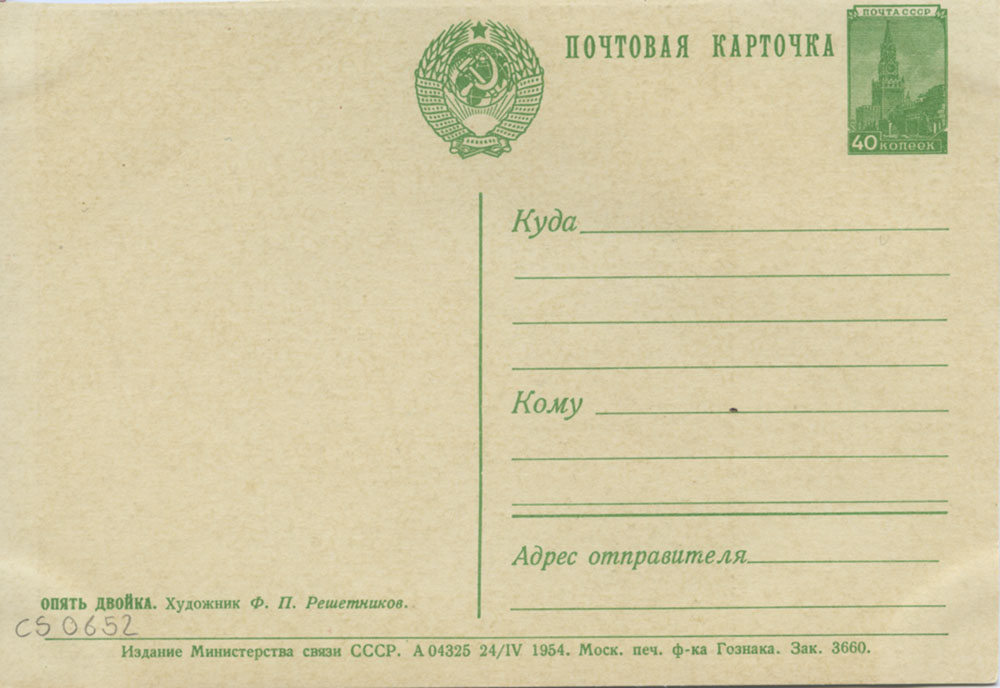 ПОЧТОВАЯ КАРТОЧКА
ПОЧТА СССР
40 КОПЕЕК
Куда
Кому
Адрес отправителя
ОПЯТЬ ДВОЙКА. Художник Ф. П. Решетников.
CS 0652
Издание Министерства связи СССР. А 04325 24/IV 1954. Моск. печ. ф-ка Гознака. Зак. 3660.